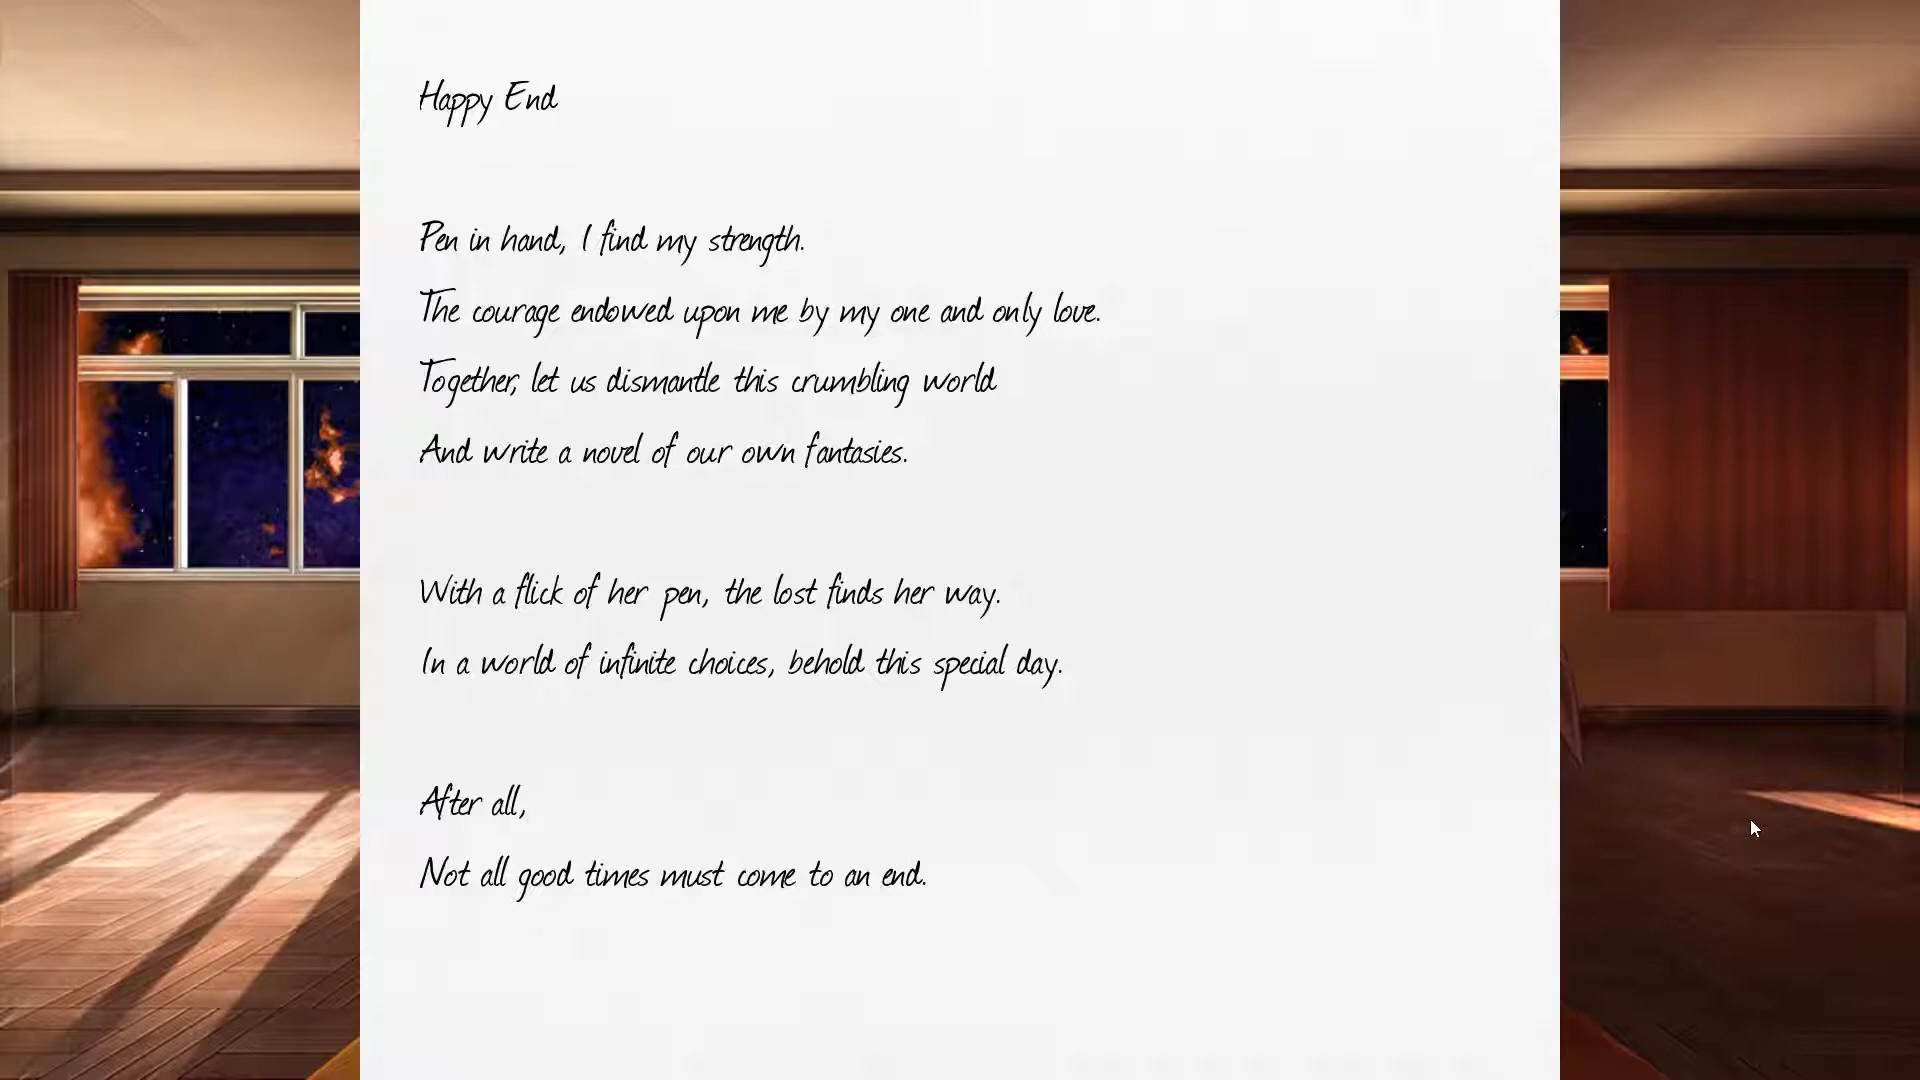 Happy End
Pen in hand, I find my strength.
The courage endowed upon me by my one and only love.
Together, let us dismantle this crumbling world
And write a novel of our own fantasies.
With a flick of her pen, the lost finds her way.
In a world of infinite choices, behold this special day.
After all,
Not all good times must come to an end.